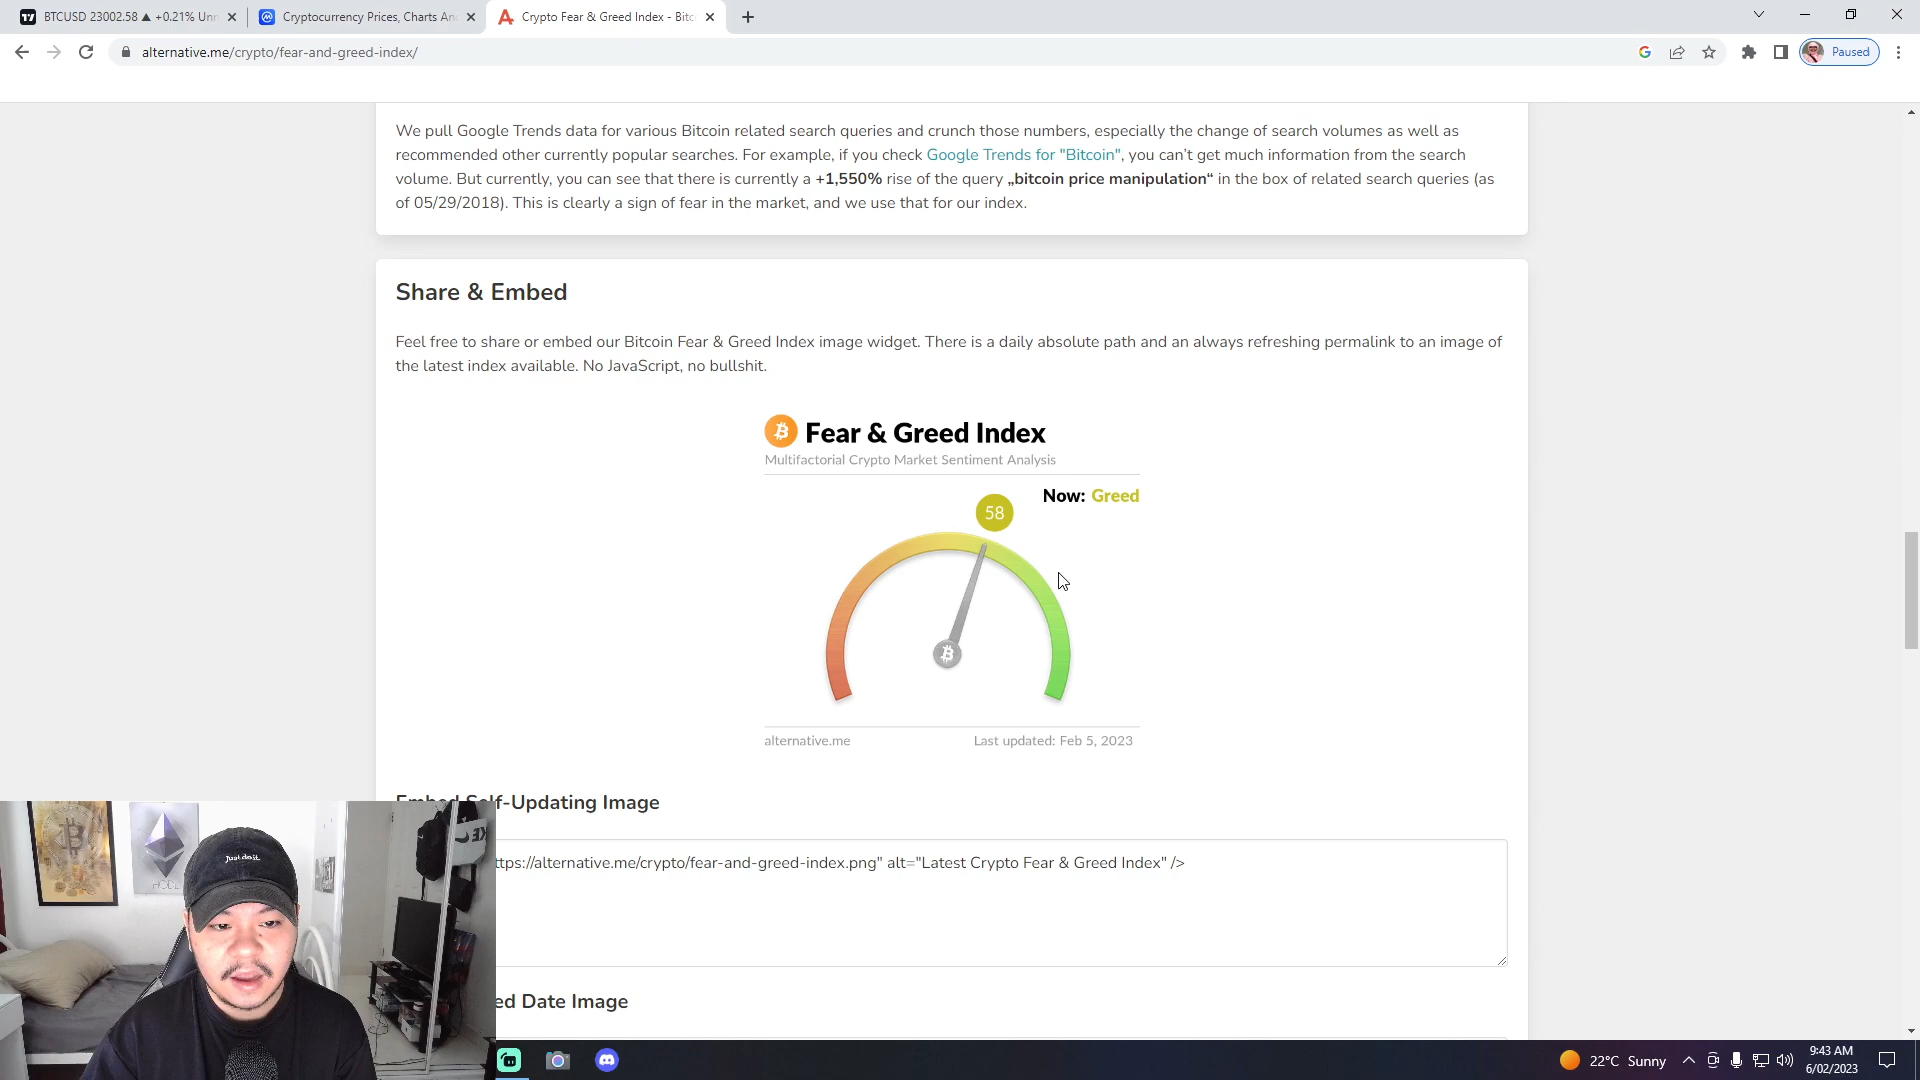 BTCUSD 23002.58 ▲ +0.21% Unn
Cryptocurrency Prices, Charts An
Crypto Fear & Greed Index - Bitc
alternative.me/crypto/fear-and-greed-index/
Paused
We pull Google Trends data for various Bitcoin related search queries and crunch those numbers, especially the change of search volumes as well as
recommended other currently popular searches. For example, if you check Google Trends for "Bitcoin", you can't get much information from the search
volume. But currently, you can see that there is currently a +1,550% rise of the query „bitcoin price manipulation“ in the box of related search queries (as
of 05/29/2018). This is clearly a sign of fear in the market, and we use that for our index.
Share & Embed
Feel free to share or embed our Bitcoin Fear & Greed Index image widget. There is a daily absolute path and an always refreshing permalink to an image of
the latest index available. No JavaScript, no bullshit.
Fear & Greed Index
Multifactorial Crypto Market Sentiment Analysis
Now: Greed
58
alternative.me
Last updated: Feb 5, 2023
Embed Self-Updating Image
ttps://alternative.me/crypto/fear-and-greed-index.png" alt="Latest Crypto Fear & Greed Index" />
ed Date Image
Just do it.
HODL
22°C Sunny
9:43 AM
6/02/2023